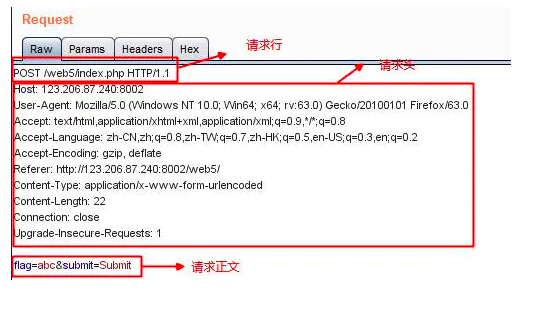 Request
Raw Params Headers Hex
请求行
POST /web5/index.php HTTP/1.1
请求头
Host: 123.206.87.240:8002
User-Agent: Mozilla/5.0 (Windows NT 10.0; Win64; x64; rv:63.0) Gecko/20100101 Firefox/63.0
Accept: text/html,application/xhtml+xml,application/xml;q=0.9,*/*;q=0.8
Accept-Language: zh-CN,zh;q=0.8,zh-TW;q=0.7,zh-HK;q=0.5,en-US;q=0.3,en;q=0.2
Accept-Encoding: gzip, deflate
Referer: http://123.206.87.240:8002/web5/
Content-Type: application/x-www-form-urlencoded
Content-Length: 22
Connection: close
Upgrade-Insecure-Requests: 1
flag=abc&submit=Submit
请求正文